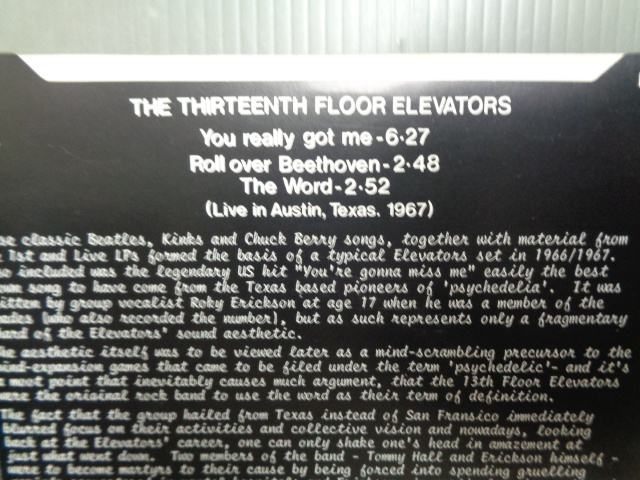 THE THIRTEENTH FLOOR ELEVATORS
You really got me-6·27
Roll over Beethoven-2·48
The Word-2·52
(Live in Austin, Texas. 1967)
se classic Beatles, Kinks and Chuck Berry songs, together with material from
1st and Live LPs formed the basis of a typical Elevators set in 1966/1967.
so included was the legendary US hit "You're gonna miss me" easily the best
own song to have come from the Texas based pioneers of 'psychedelia'. It was
itten by group vocalist Roky Erickson at age 17 when he was a member of the
ades (who also recorded the number), but as such represents only a fragmentary
and of the Elevators' sound aesthetic.
he aesthetic itself was to be viewed later as a mind-scrambling precursor to the
ind-expansion games that came to be filed under the term 'psychedelic'- and it's
moot point that inevitably causes much argument, that the 13th Floor Elevators
were the original rock band to use the word as their term of definition.
The fact that the group hailed from Texas instead of San Fransico immediately
blurred focus on their activities and collective vision and nowadays, looking
back at the Elevators' career, one can only shake one's head in amazement at
just what went down. Two members of the band - Tommy Hall and Erickson himself -
were to become martyrs to their cause by being forced into spending gruelling